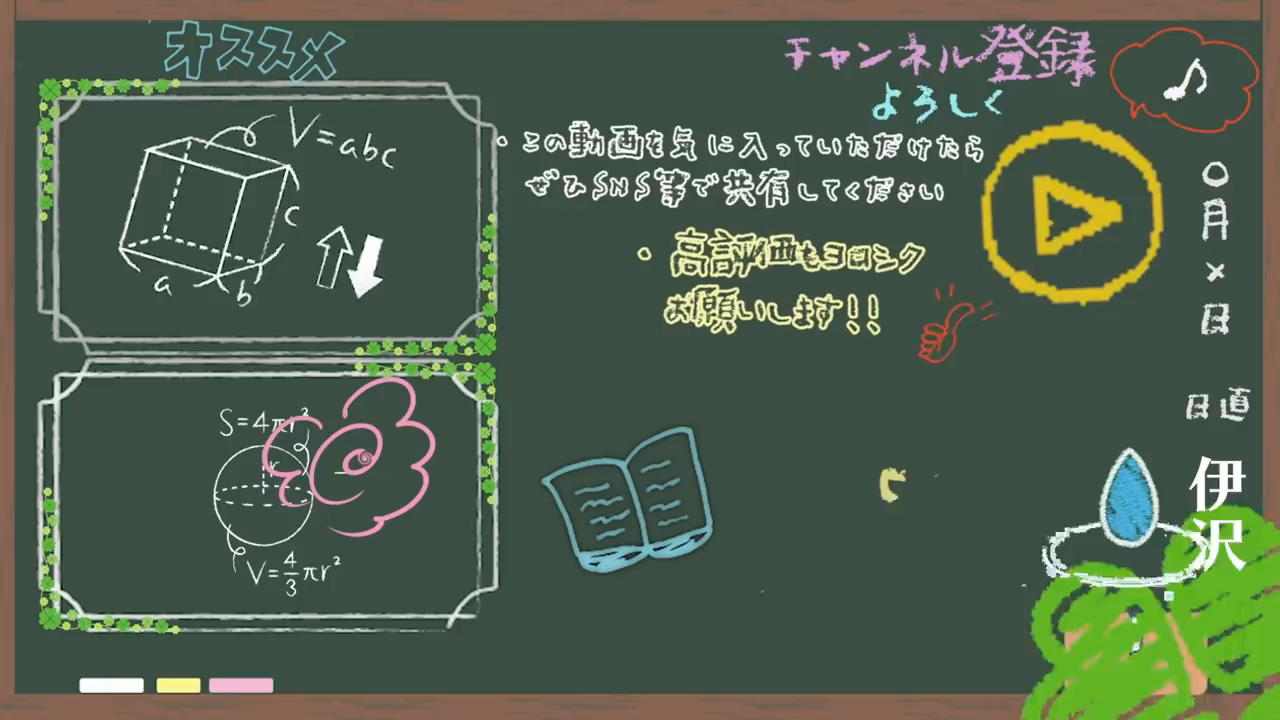 オススメ
V=abc
c
a
b
S=4πr²
r
V=4/3πr²
チャンネル登録
よろしく
・この動画を気に入っていただけたら
ぜひSNS等で共有してください
・高評価もヨロシク
お願いします!!
〇月×日
日直
伊沢